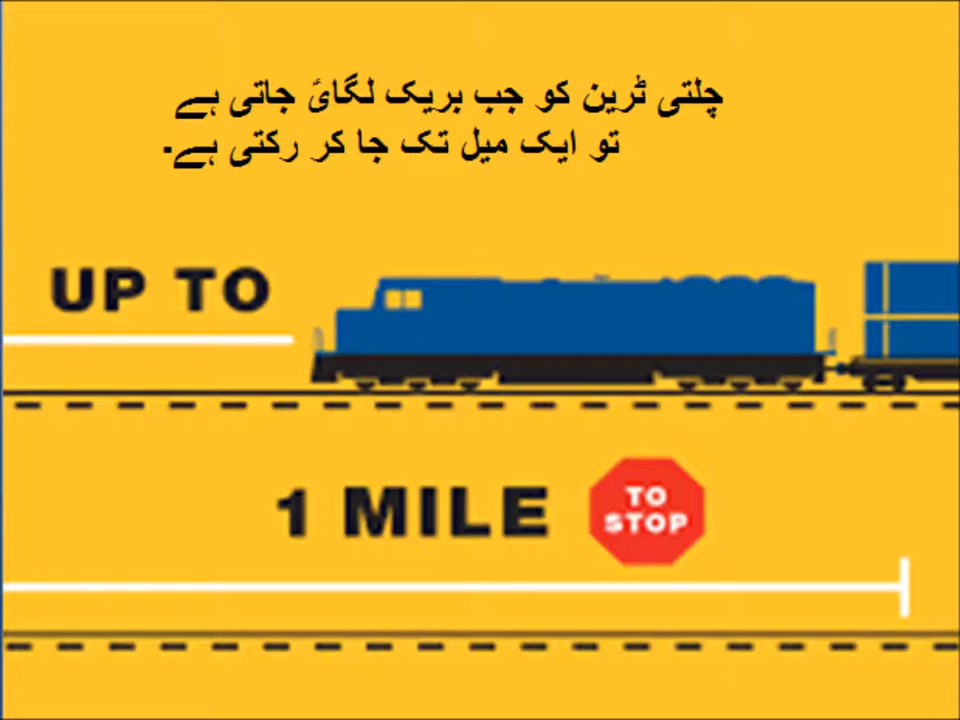 چلتی ٹرین کو جب بریک لگائ جاتی ہے
تو ایک میل تک جا کر رکتی ہے۔
UP TO
1 MILE
TO
STOP